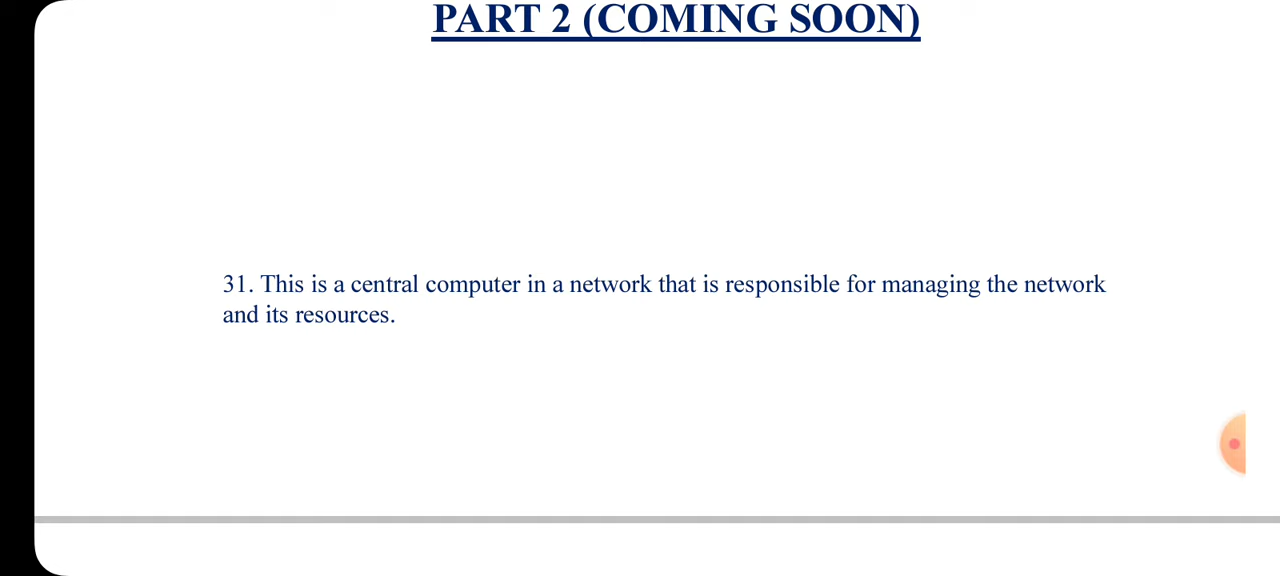 PART 2 (COMING SOON)
31. This is a central computer in a network that is responsible for managing the network
and its resources.